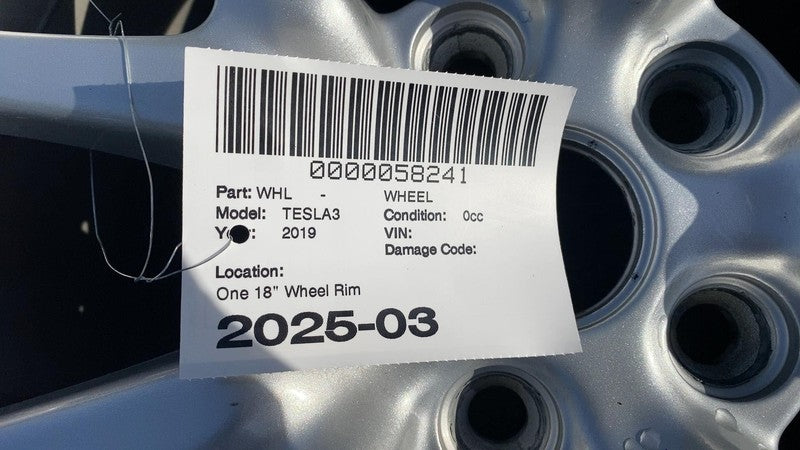 0000058241
Part: WHL - WHEEL
Model: TESLA3 Condition: 0cc
Year: 2019 VIN:
Damage Code:
Location:
One 18" Wheel Rim
2025-03